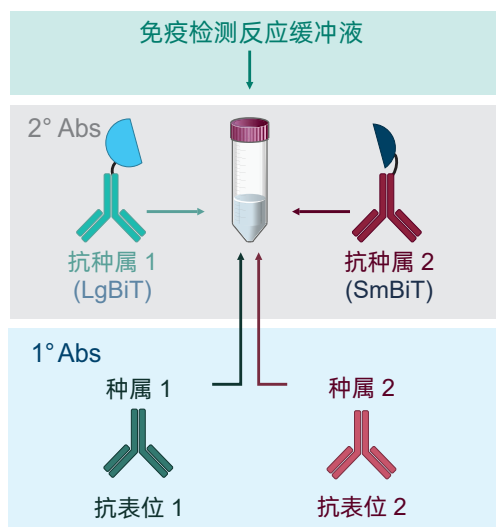 免疫检测反应缓冲液
2° Abs
抗种属 1
(LgBiT)
抗种属 2
(SmBiT)
1° Abs
种属 1
种属 2
抗表位 1
抗表位 2